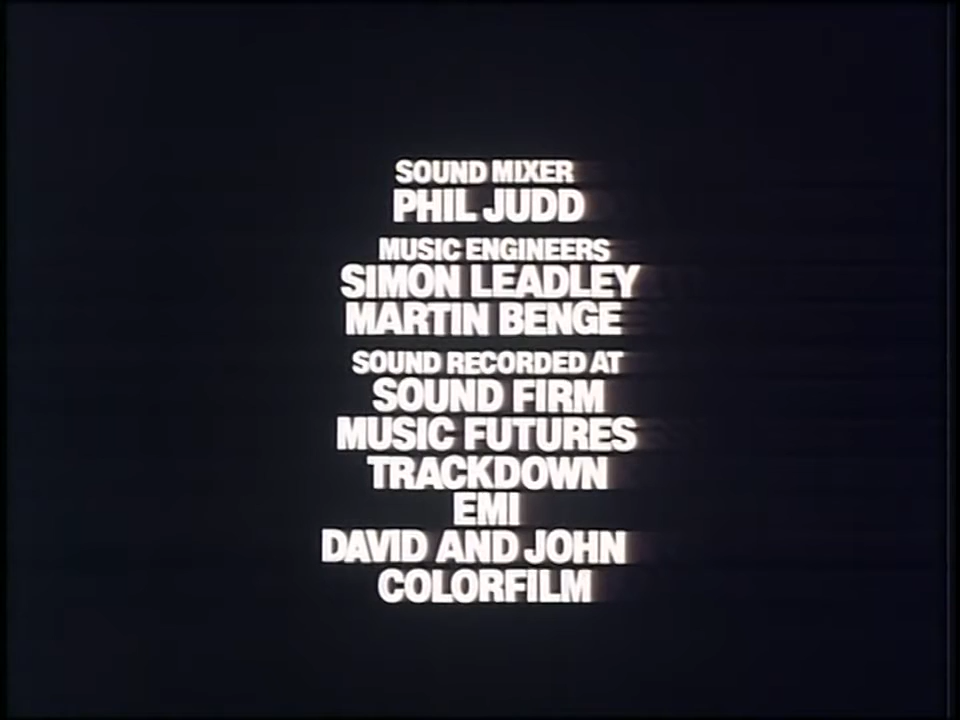 SOUND MIXER
PHIL JUDD
MUSIC ENGINEERS
SIMON LEADLEY
MARTIN BENGE
SOUND RECORDED AT
SOUND FIRM
MUSIC FUTURES
TRACKDOWN
EMI
DAVID AND JOHN
COLORFILM